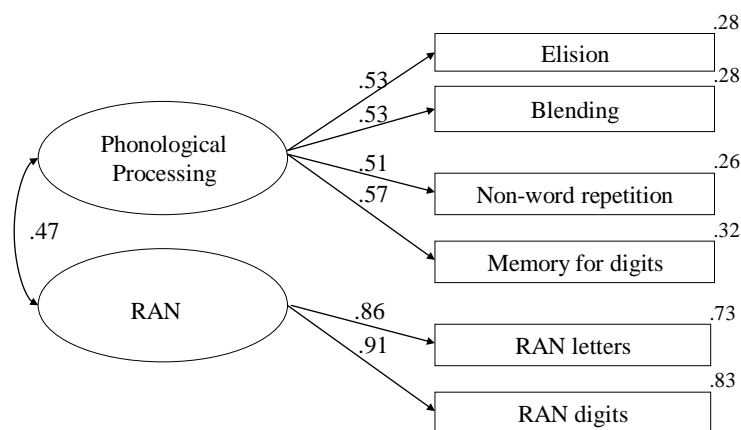 .28
Elision
.28
.53
.53
Blending
Phonological
Processing
.51
.26
.57
Non-word repetition
.47
.32
Memory for digits
RAN
.86
.73
.91
RAN letters
.83
RAN digits